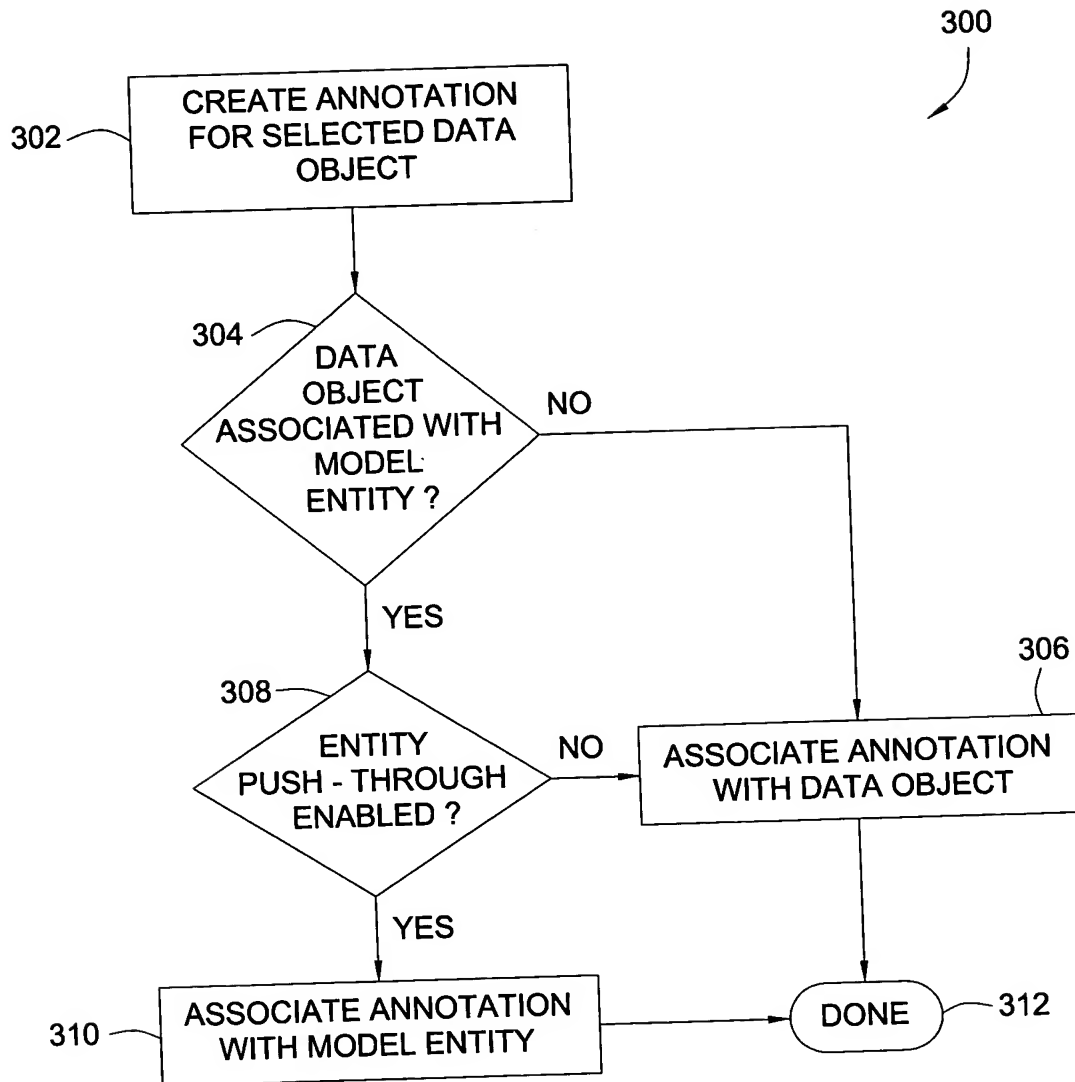 300
302
CREATE ANNOTATION
FOR SELECTED DATA
OBJECT
304
DATA
OBJECT
ASSOCIATED WITH
MODEL
ENTITY ?
NO
YES
308
ENTITY
PUSH - THROUGH
ENABLED ?
NO
306
ASSOCIATE ANNOTATION
WITH DATA OBJECT
YES
310
ASSOCIATE ANNOTATION
WITH MODEL ENTITY
DONE
312